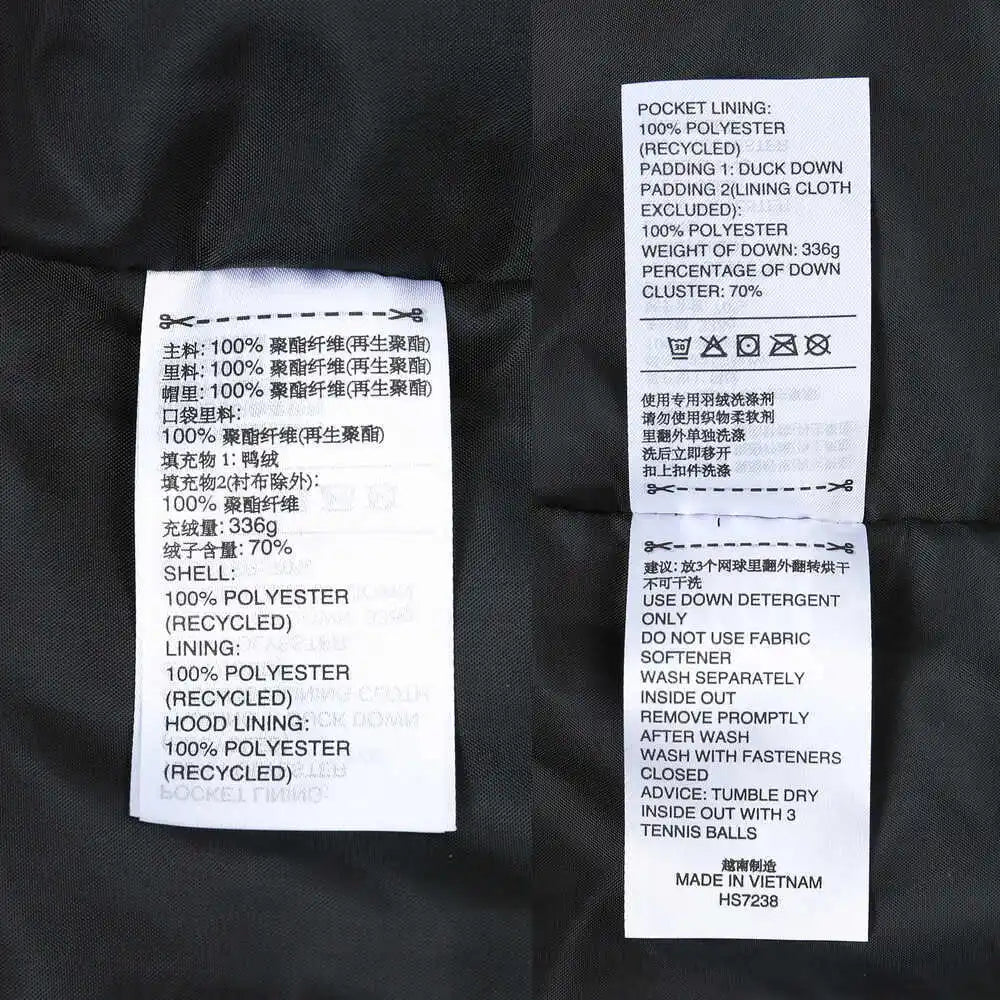 主料: 100% 聚酯纤维(再生聚酯)
里料: 100% 聚酯纤维(再生聚酯)
帽里: 100% 聚酯纤维(再生聚酯)
口袋里料:
100% 聚酯纤维(再生聚酯)
填充物 1: 鸭绒
填充物2(衬布除外):
100% 聚酯纤维
充绒量: 336g
绒子含量: 70%
SHELL:
100% POLYESTER
(RECYCLED)
LINING:
100% POLYESTER
(RECYCLED)
HOOD LINING:
100% POLYESTER
(RECYCLED)
POCKET LINING:
100% POLYESTER
(RECYCLED)
PADDING 1: DUCK DOWN
PADDING 2(LINING CLOTH
EXCLUDED):
100% POLYESTER
WEIGHT OF DOWN: 336g
PERCENTAGE OF DOWN
CLUSTER: 70%
30
使用专用羽绒洗涤剂
请勿使用织物柔软剂
里翻外单独洗涤
洗后立即移开
扣上扣件洗涤
建议: 放3个网球里翻外翻转烘干
不可干洗
USE DOWN DETERGENT
ONLY
DO NOT USE FABRIC
SOFTENER
WASH SEPARATELY
INSIDE OUT
REMOVE PROMPTLY
AFTER WASH
WASH WITH FASTENERS
CLOSED
ADVICE: TUMBLE DRY
INSIDE OUT WITH 3
TENNIS BALLS
越南制造
MADE IN VIETNAM
HS7238